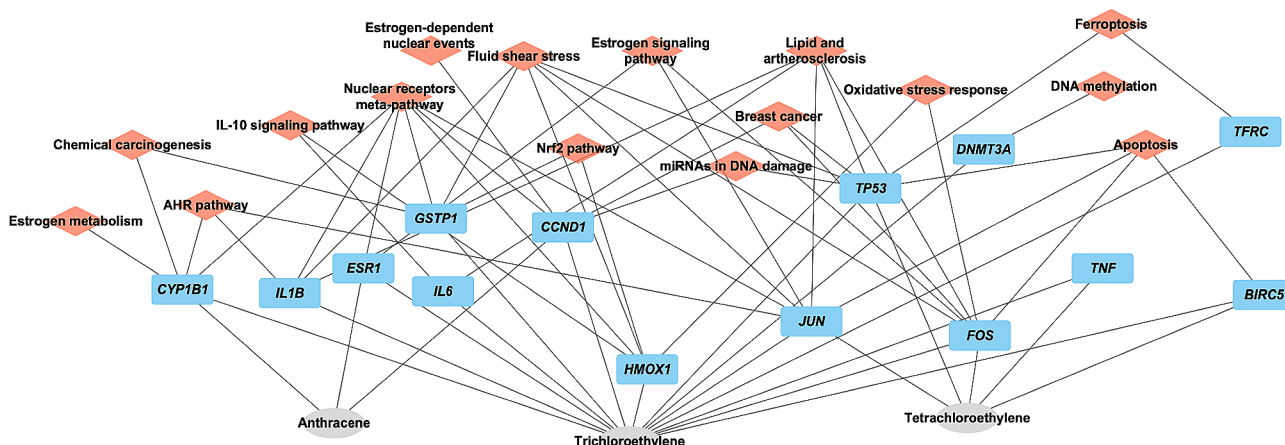 Estrogen-dependent
nuclear events
Fluid shear stress
Estrogen signaling
pathway
Lipid and
artherosclerosis
Ferroptosis
Nuclear receptors
meta-pathway
Oxidative stress response
DNA methylation
IL-10 signaling pathway
Breast cancer
Chemical carcinogenesis
Nrf2 pathway
miRNAs in DNA damage
DNMT3A
Apoptosis
TFRC
Estrogen metabolism
AHR pathway
GSTP1
CCND1
TP53
CYP1B1
IL1B
ESR1
IL6
TNF
BIRC5
JUN
FOS
HMOX1
Anthracene
Trichloroethylene
Tetrachloroethylene